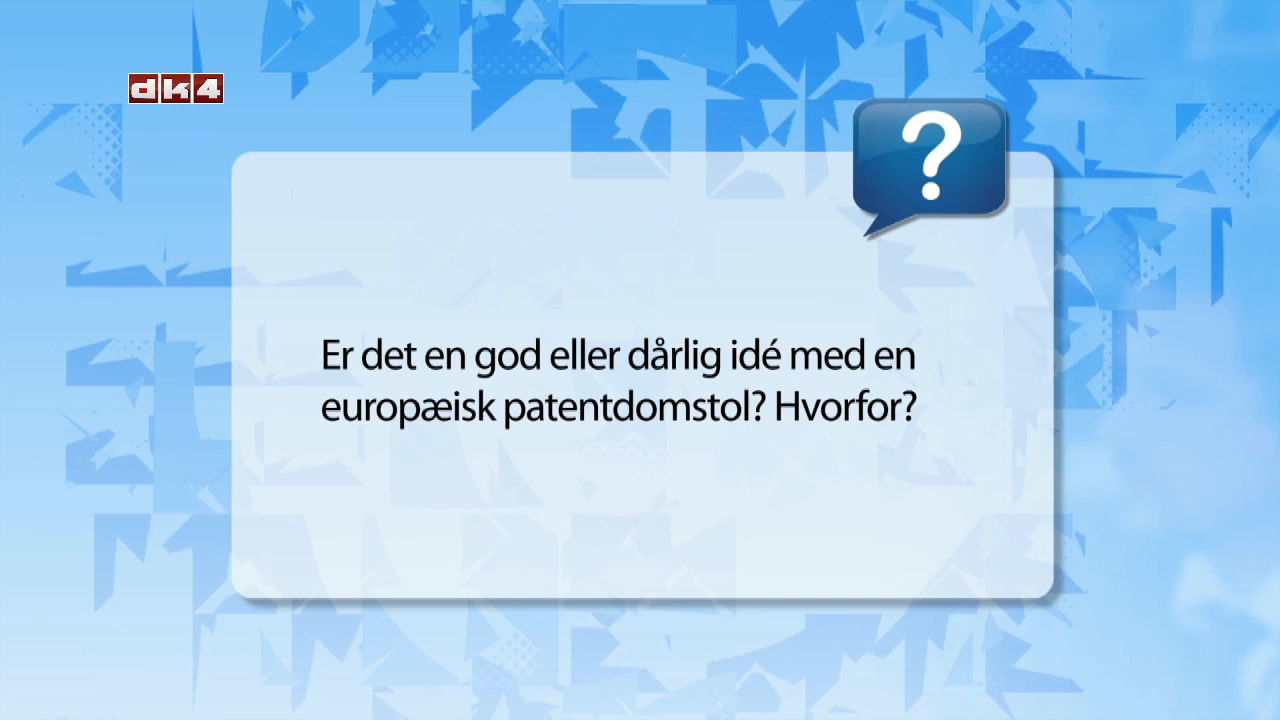 dk4
?
Er det en god eller dårlig idé med en
europæisk patentdomstol? Hvorfor?